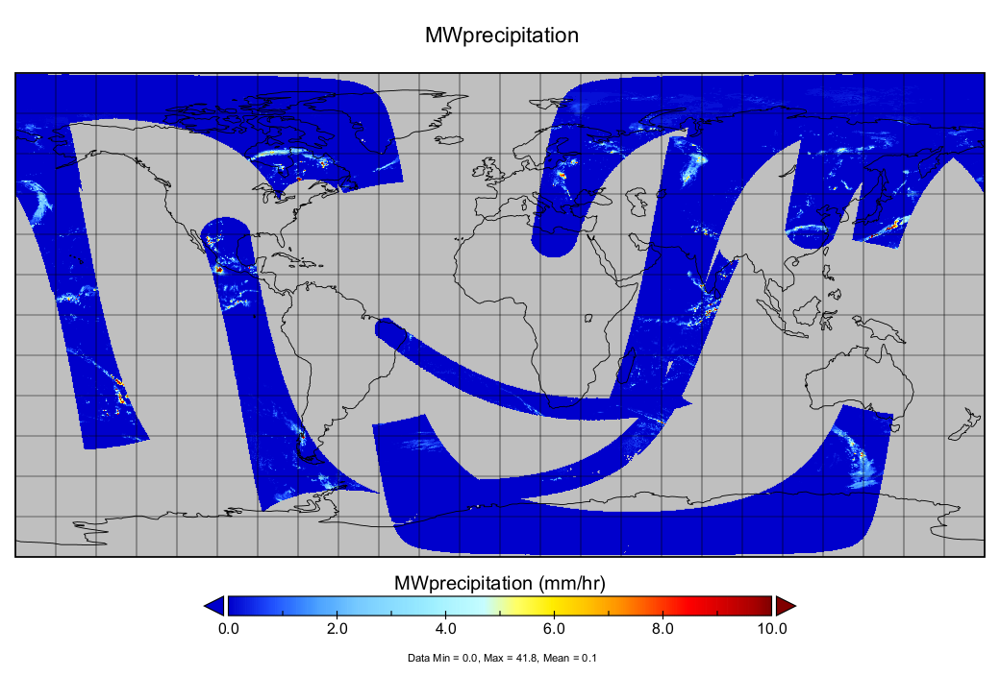 MWprecipitation
MWprecipitation (mm/hr)
0.0 2.0 4.0 6.0 8.0 10.0
Data Min = 0.0, Max = 41.8, Mean = 0.1